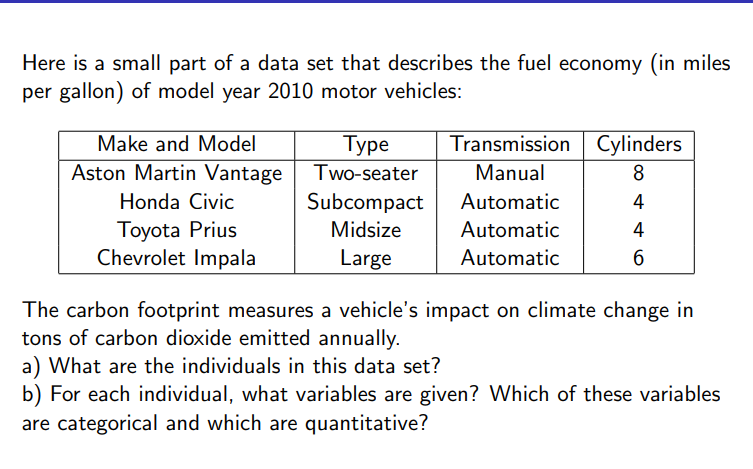 Here is a small part of a data set that describes the fuel economy (in miles
per gallon) of model year 2010 motor vehicles:
Make and Model Type Transmission Cylinders
Aston Martin Vantage Two-seater Manual 8
Honda Civic Subcompact Automatic 4
Toyota Prius Midsize Automatic 4
Chevrolet Impala Large Automatic 6
The carbon footprint measures a vehicle's impact on climate change in
tons of carbon dioxide emitted annually.
a) What are the individuals in this data set?
b) For each individual, what variables are given? Which of these variables
are categorical and which are quantitative?